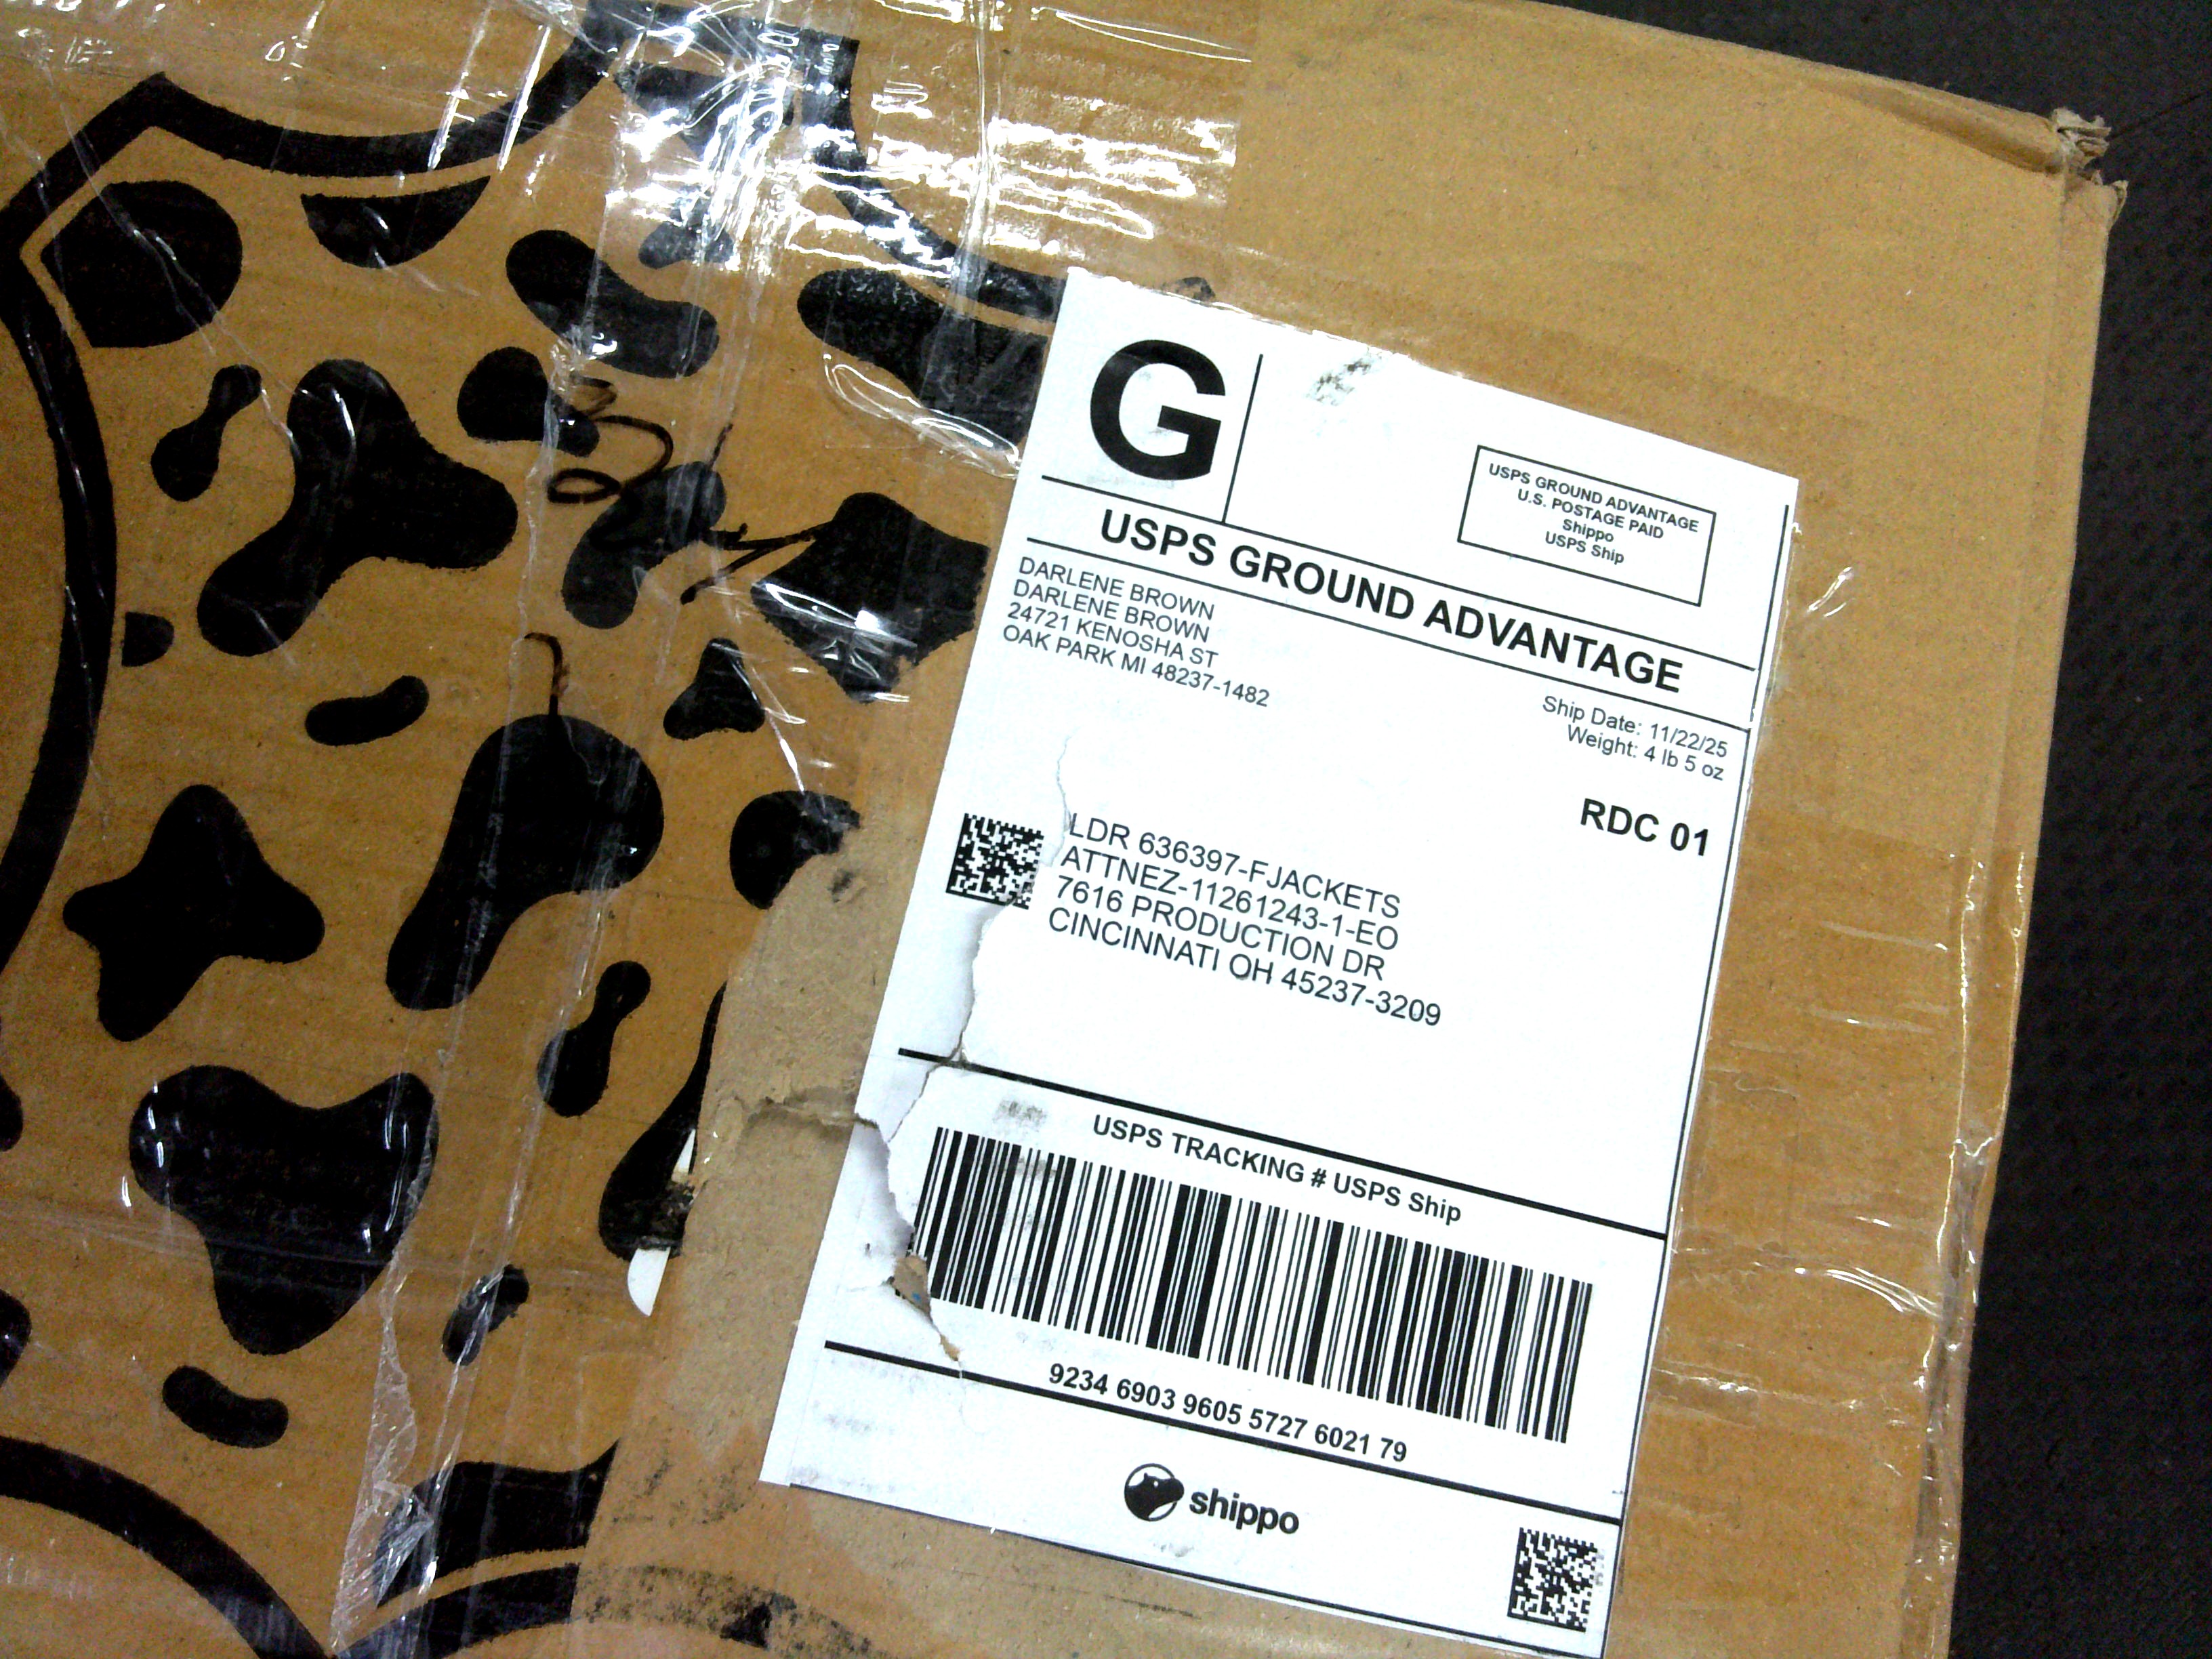 G
USPS GROUND ADVANTAGE
U.S. POSTAGE PAID
Shippo
USPS Ship
USPS GROUND ADVANTAGE
DARLENE BROWN
DARLENE BROWN
24721 KENOSHA ST
OAK PARK MI 48237-1482
Ship Date: 11/22/25
Weight: 4 lb 5 oz
RDC 01
LDR 636397-FJACKETS
ATTNEZ-11261243-1-EO
7616 PRODUCTION DR
CINCINNATI OH 45237-3209
USPS TRACKING # USPS Ship
9234 6903 9605 5727 6021 79
shippo